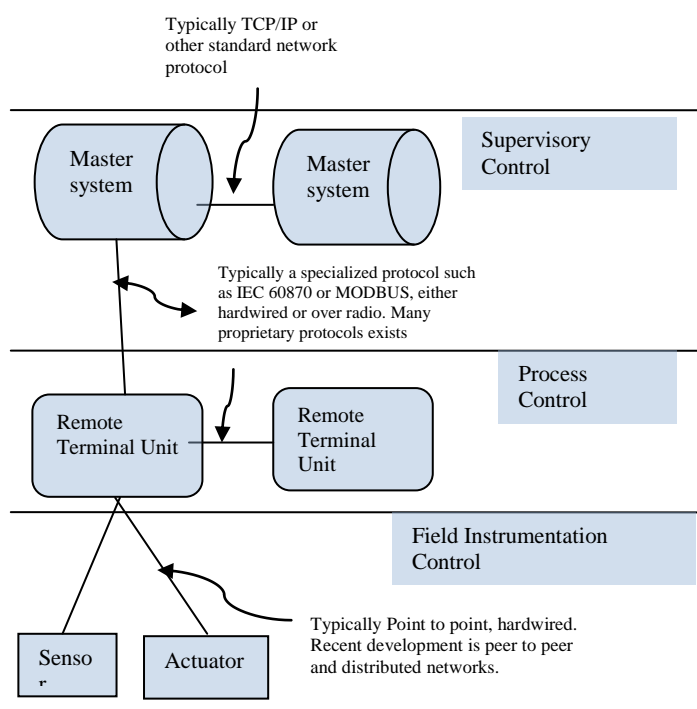 Typically TCP/IP or
other standard network
protocol
Master
system
Master
system
Supervisory
Control
Typically a specialized protocol such
as IEC 60870 or MODBUS, either
hardwired or over radio. Many
proprietary protocols exists
Process
Control
Remote
Terminal Unit
Remote
Terminal
Unit
Field Instrumentation
Control
Typically Point to point, hardwired.
Recent development is peer to peer
and distributed networks.
Senso
r
Actuator